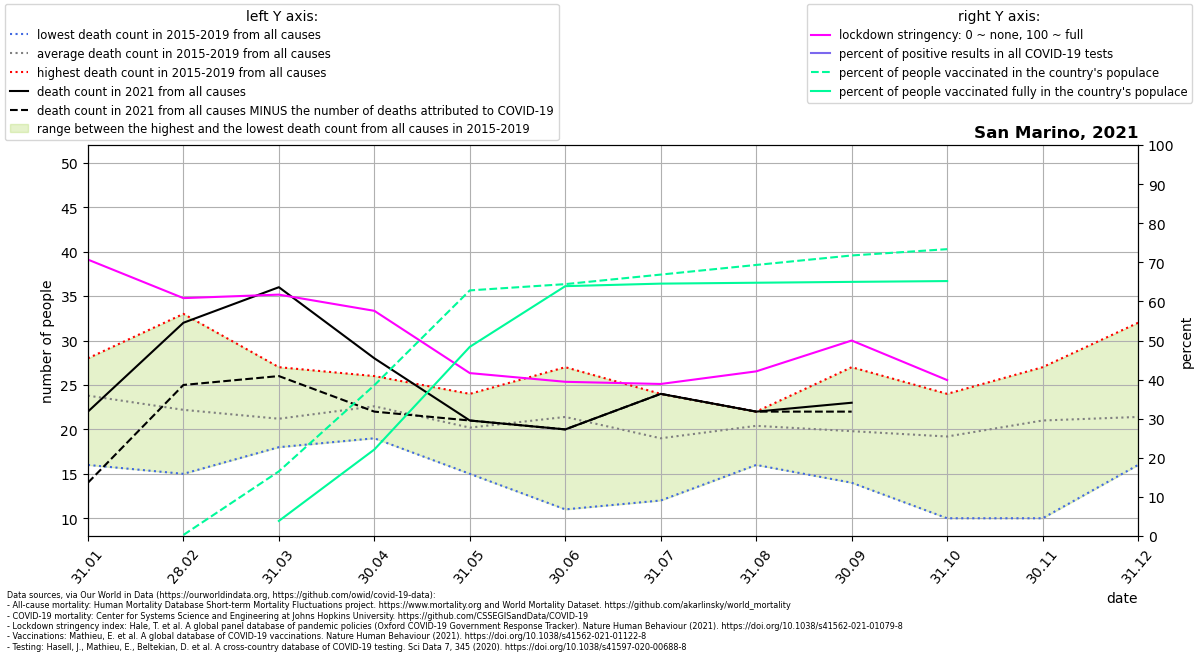 left Y axis:
lowest death count in 2015-2019 from all causes
average death count in 2015-2019 from all causes
highest death count in 2015-2019 from all causes
death count in 2021 from all causes
death count in 2021 from all causes MINUS the number of deaths attributed to COVID-19
range between the highest and the lowest death count from all causes in 2015-2019
right Y axis:
lockdown stringency: 0 ~ none, 100 ~ full
percent of positive results in all COVID-19 tests
percent of people vaccinated in the country's populace
percent of people vaccinated fully in the country's populace
San Marino, 2021
number of people
50
45
40
35
30
25
20
15
10
100
90
80
70
60
50
40
30
20
10
0
percent
31.01
28.02
31.03
30.04
31.05
30.06
31.07
31.08
30.09
31.10
30.11
31.12
date
Data sources, via Our World in Data (https://ourworldindata.org, https://github.com/owid/covid-19-data):
- All-cause mortality: Human Mortality Database Short-term Mortality Fluctuations project. https://www.mortality.org and World Mortality Dataset. https://github.com/akarlinsky/world_mortality
- COVID-19 mortality: Center for Systems Science and Engineering at Johns Hopkins University. https://github.com/CSSEGISandData/COVID-19
- Lockdown stringency index: Hale, T. et al. A global panel database of pandemic policies (Oxford COVID-19 Government Response Tracker). Nature Human Behaviour (2021). https://doi.org/10.1038/s41562-021-01079-8
- Vaccinations: Mathieu, E. et al. A global database of COVID-19 vaccinations. Nature Human Behaviour (2021). https://doi.org/10.1038/s41562-021-01122-8
- Testing: Hasell, J., Mathieu, E., Beltekian, D. et al. A cross-country database of COVID-19 testing. Sci Data 7, 345 (2020). https://doi.org/10.1038/s41597-020-00688-8